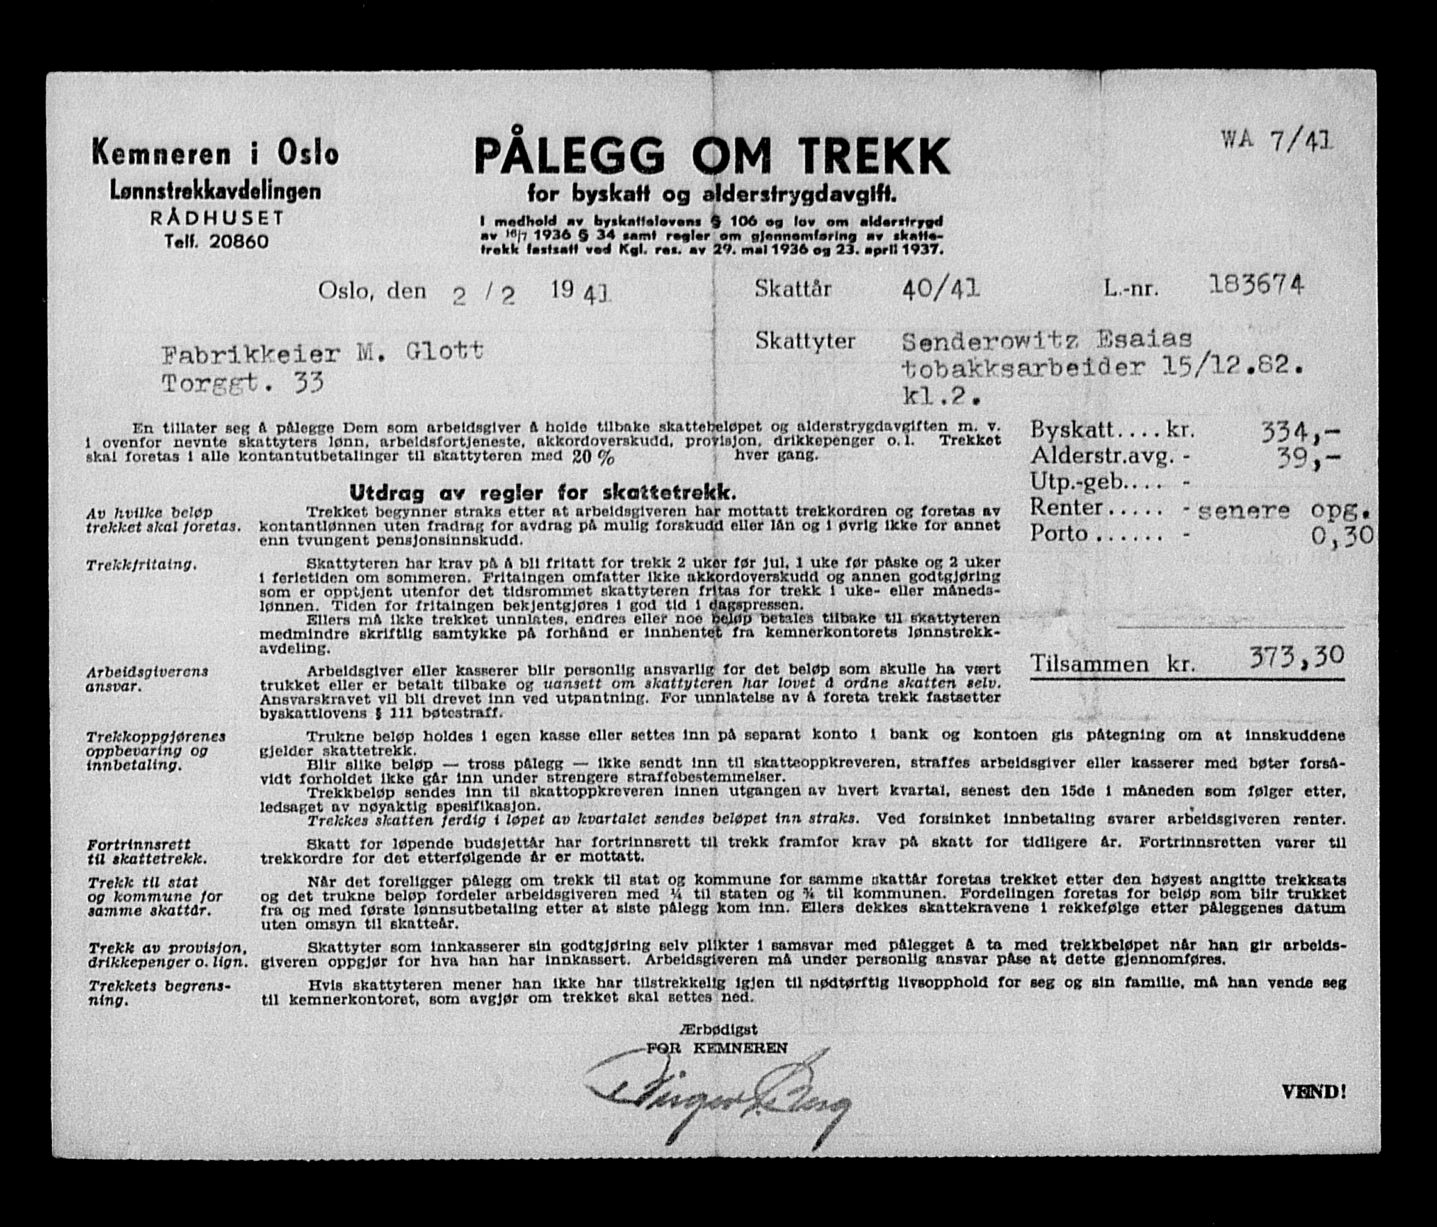 Kemneren i Oslo
Lønnstrekkavdelingen
RÅDHUSET
Telf. 20860
PÅLEGG OM TREKK
for byskatt og alderstrygdavgift.
I medhold av byskattelovens § 106 og lov om alderstrygd
av 16/7 1936 § 34 samt regler om gjennomføring av skatte-
trekk fastsatt ved Kgl. res. av 29. mai 1936 og 23. april 1937.
WA 7/41
Oslo, den 2 / 2 19 41
Skattår 40/41
L.-nr. 183674
Fabrikkeier M. Glott
Torggt. 33
Skattyter Senderowitz Esaias
tobakksarbeider 15/12.82.
kl.2.
En tillater seg å pålegge Dem som arbeidsgiver å holde tilbake skattebeløpet og alderstrygdavgiften m. v.
i ovenfor nevnte skattyters lønn, arbeidsfortjeneste, akkordoverskudd, provisjon, drikkepenger o. l. Trekket
skal foretas i alle kontantutbetalinger til skattyteren med 20 % hver gang.
Byskatt.... kr. 334,-
Alderstr.avg. - 39,-
Utp.-geb.... -
Renter..... - senere opg.
Porto...... - 0,30
Tilsammen kr. 373,30
Utdrag av regler for skattetrekk.
Av hvilke beløp
trekket skal foretas.
Trekket begynner straks etter at arbeidsgiveren har mottatt trekkordren og foretas av
kontantlønnen uten fradrag for avdrag på mulig forskudd eller lån og i øvrig ikke for annet
enn tvungent pensjonsinnskudd.
Trekkfritaing.
Skattyteren har krav på å bli fritatt for trekk 2 uker før jul, 1 uke før påske og 2 uker
i ferietiden om sommeren. Fritaingen omfatter ikke akkordoverskudd og annen godtgjøring
som er opptjent utenfor det tidsrommet skattyteren fritas for trekk i uke- eller måneds-
lønnen. Tiden for fritaingen bekjentgjøres i god tid i dagspressen.
Ellers må ikke trekket unnlates, endres eller noe beløp betales tilbake til skattyteren
medmindre skriftlig samtykke på forhånd er innhentet fra kemnerkontorets lønnstrekk-
avdeling.
Arbeidsgiverens
ansvar.
Arbeidsgiver eller kasserer blir personlig ansvarlig for det beløp som skulle ha vært
trukket eller er betalt tilbake og uansett om skattyteren har lovet å ordne skatten selv.
Ansvarskravet vil bli drevet inn ved utpantning. For unnlatelse av å foreta trekk fastsetter
byskattlovens § 111 bøtestraff.
Trekkoppgjørenes
oppbevaring og
innbetaling.
Trukne beløp holdes i egen kasse eller settes inn på separat konto i bank og kontoen gis påtegning om at innskuddene
gjelder skattetrekk.
Blir slike beløp — tross pålegg — ikke sendt inn til skatteoppkreveren, straffes arbeidsgiver eller kasserer med bøter forså-
vidt forholdet ikke går inn under strengere straffebestemmelser.
Trekkbeløp sendes inn til skattoppkreveren innen utgangen av hvert kvartal, senest den 15de i måneden som følger etter,
ledsaget av nøyaktig spesifikasjon.
Trekkes skatten ferdig i løpet av kvartalet sendes beløpet inn straks. Ved forsinket innbetaling svarer arbeidsgiveren renter.
Fortrinnsrett
til skattetrekk.
Skatt for løpende budsjettår har fortrinnsrett til trekk framfor krav på skatt for tidligere år. Fortrinnsretten varer til
trekkordre for det etterfølgende år er mottatt.
Trekk til stat
og kommune for
samme skattår.
Når det foreligger pålegg om trekk til stat og kommune for samme skattår foretas trekket etter den høyest angitte trekksats
og det trukne beløp fordeler arbeidsgiveren med ¼ til staten og ¾ til kommunen. Fordelingen foretas for beløp som blir trukket
fra og med første lønnsutbetaling etter at siste pålegg kom inn. Ellers dekkes skattekravene i rekkefølge etter påleggenes datum
uten omsyn til skatteår.
Trekk av provisjon,
drikkepenger o. lign.
Skattyter som innkasserer sin godtgjøring selv plikter i samsvar med pålegget å ta med trekkbeløpet når han gir arbeids-
giveren oppgjør for hva han har innkassert. Arbeidsgiveren må under personlig ansvar påse at dette gjennomføres.
Trekkets begrens-
ning.
Hvis skattyteren mener han ikke har tilstrekkelig igjen til nødtørftig livsopphold for seg og sin familie, må han vende seg
til kemnerkontoret, som avgjør om trekket skal settes ned.
Ærbødigst
FOR KEMNEREN
Birger Berg
VEND!